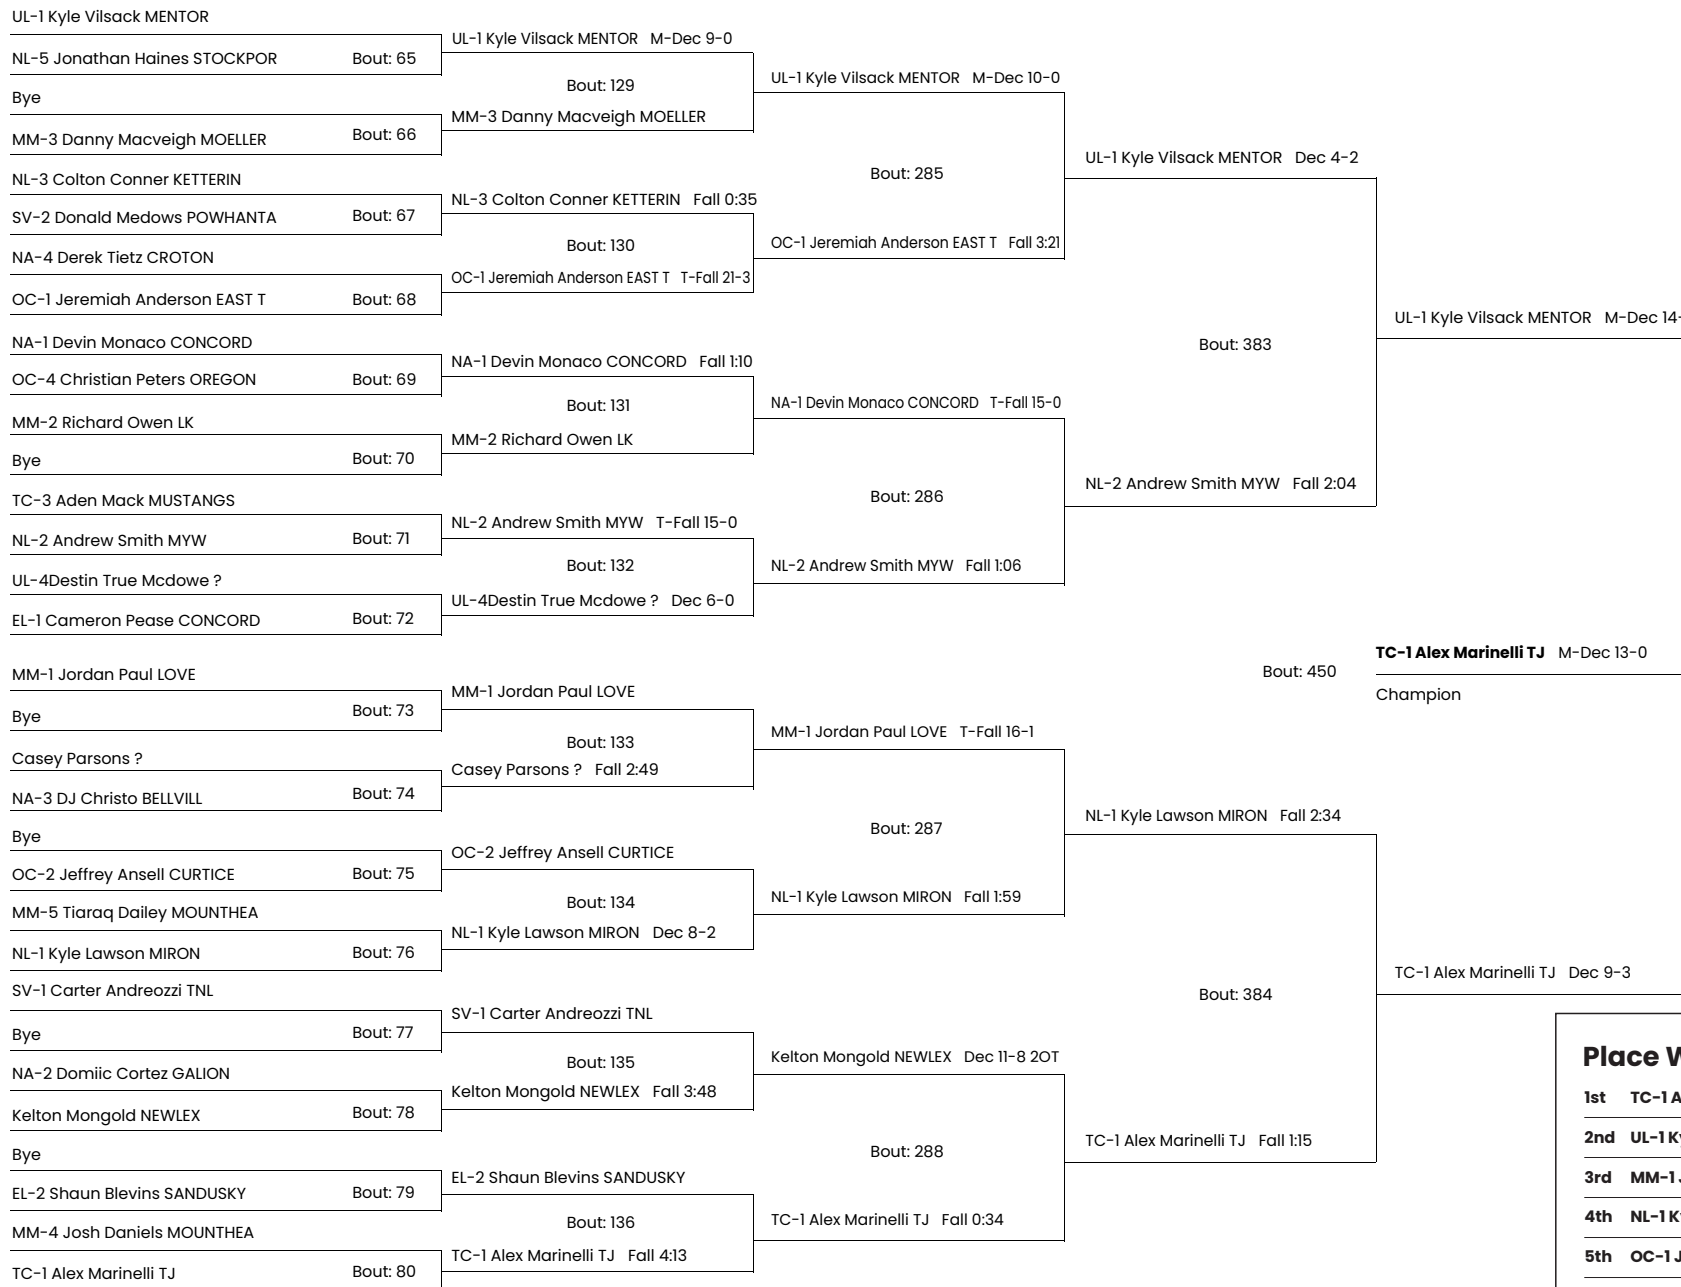 UL-1 Kyle Vilsack MENTOR
NL-5 Jonathan Haines STOCKPOR Bout: 65
Bye
MM-3 Danny Macveigh MOELLER Bout: 66
NL-3 Colton Conner KETTERIN
SV-2 Donald Medows POWHANTA Bout: 67
NA-4 Derek Tietz CROTON
OC-1 Jeremiah Anderson EAST T Bout: 68
NA-1 Devin Monaco CONCORD
OC-4 Christian Peters OREGON Bout: 69
MM-2 Richard Owen LK
Bye Bout: 70
TC-3 Aden Mack MUSTANGS
NL-2 Andrew Smith MYW Bout: 71
UL-4Destin True Mcdowe ?
EL-1 Cameron Pease CONCORD Bout: 72
MM-1 Jordan Paul LOVE
Bye Bout: 73
Casey Parsons ?
NA-3 DJ Christo BELLVILL Bout: 74
Bye
OC-2 Jeffrey Ansell CURTICE Bout: 75
MM-5 Tiaraq Dailey MOUNTHEA
NL-1 Kyle Lawson MIRON Bout: 76
SV-1 Carter Andreozzi TNL
Bye Bout: 77
NA-2 Domiic Cortez GALION
Kelton Mongold NEWLEX Bout: 78
Bye
EL-2 Shaun Blevins SANDUSKY Bout: 79
MM-4 Josh Daniels MOUNTHEA
TC-1 Alex Marinelli TJ Bout: 80
UL-1 Kyle Vilsack MENTOR M-Dec 9-0
Bout: 129
MM-3 Danny Macveigh MOELLER
NL-3 Colton Conner KETTERIN Fall 0:35
Bout: 130
OC-1 Jeremiah Anderson EAST T T-Fall 21-3
NA-1 Devin Monaco CONCORD Fall 1:10
Bout: 131
MM-2 Richard Owen LK
NL-2 Andrew Smith MYW T-Fall 15-0
Bout: 132
UL-4Destin True Mcdowe ? Dec 6-0
MM-1 Jordan Paul LOVE
Bout: 133
Casey Parsons ? Fall 2:49
OC-2 Jeffrey Ansell CURTICE
Bout: 134
NL-1 Kyle Lawson MIRON Dec 8-2
SV-1 Carter Andreozzi TNL
Bout: 135
Kelton Mongold NEWLEX Fall 3:48
EL-2 Shaun Blevins SANDUSKY
Bout: 136
TC-1 Alex Marinelli TJ Fall 4:13
UL-1 Kyle Vilsack MENTOR M-Dec 10-0
Bout: 285
OC-1 Jeremiah Anderson EAST T Fall 3:21
NA-1 Devin Monaco CONCORD T-Fall 15-0
Bout: 286
NL-2 Andrew Smith MYW Fall 1:06
MM-1 Jordan Paul LOVE T-Fall 16-1
Bout: 287
NL-1 Kyle Lawson MIRON Fall 1:59
Kelton Mongold NEWLEX Dec 11-8 2OT
Bout: 288
TC-1 Alex Marinelli TJ Fall 0:34
UL-1 Kyle Vilsack MENTOR Dec 4-2
Bout: 383
NL-2 Andrew Smith MYW Fall 2:04
NL-1 Kyle Lawson MIRON Fall 2:34
Bout: 384
TC-1 Alex Marinelli TJ Fall 1:15
UL-1 Kyle Vilsack MENTOR M-Dec 14-
Bout: 450
TC-1 Alex Marinelli TJ M-Dec 13-0
Champion
TC-1 Alex Marinelli TJ Dec 9-3
Place
1st TC-1
2nd UL-1
3rd MM-1
4th NL-1
5th OC-1